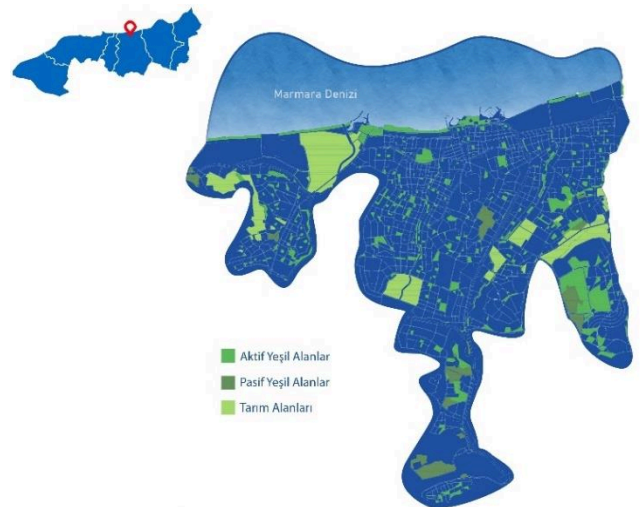 Marmara Denizi
Aktif Yeşil Alanlar
Pasif Yeşil Alanlar
Tarım Alanları